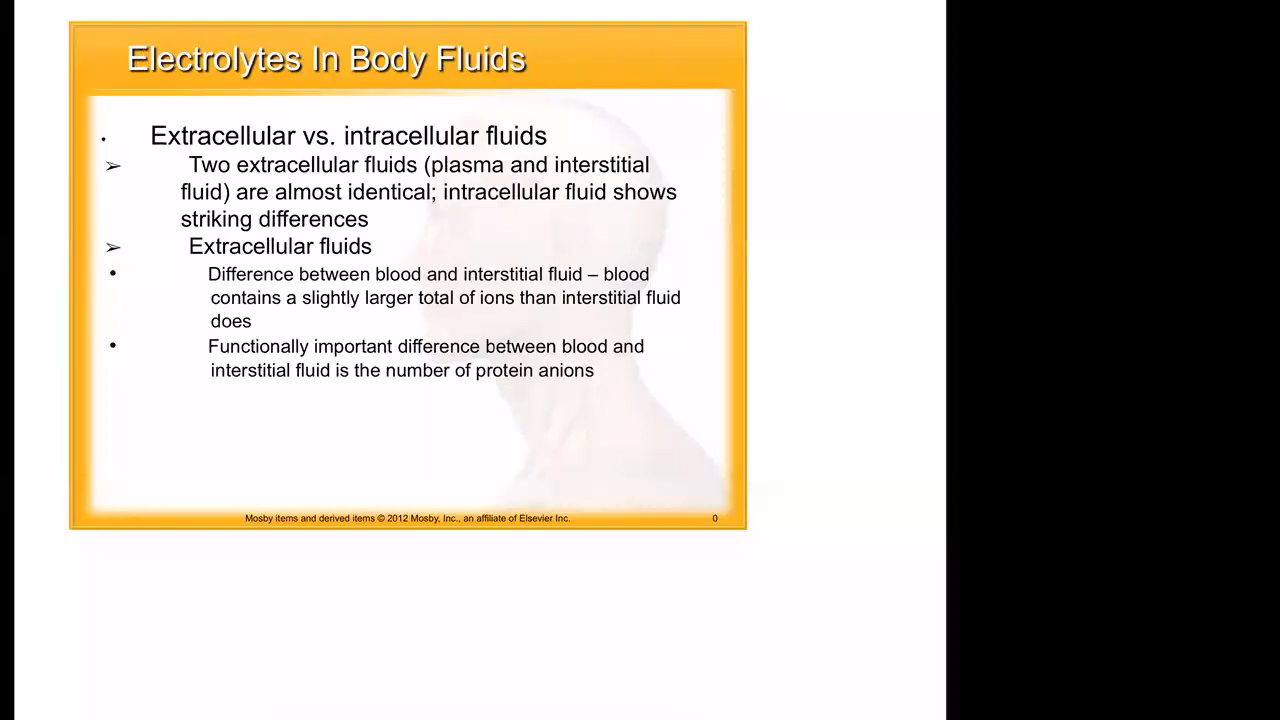 Electrolytes In Body Fluids
• Extracellular vs. intracellular fluids
➢ Two extracellular fluids (plasma and interstitial
fluid) are almost identical; intracellular fluid shows
striking differences
➢ Extracellular fluids
• Difference between blood and interstitial fluid – blood
contains a slightly larger total of ions than interstitial fluid
does
• Functionally important difference between blood and
interstitial fluid is the number of protein anions
Mosby items and derived items © 2012 Mosby, Inc., an affiliate of Elsevier Inc. 0